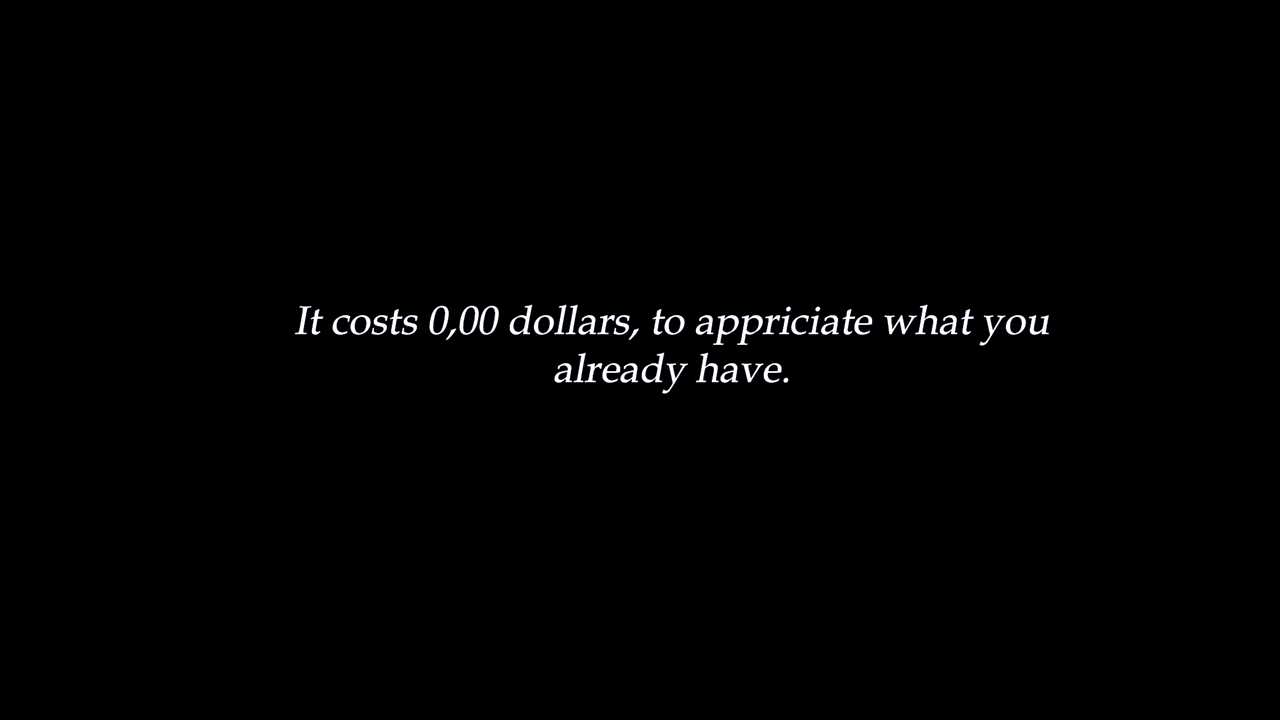 It costs 0,00 dollars, to appriciate what you
already have.